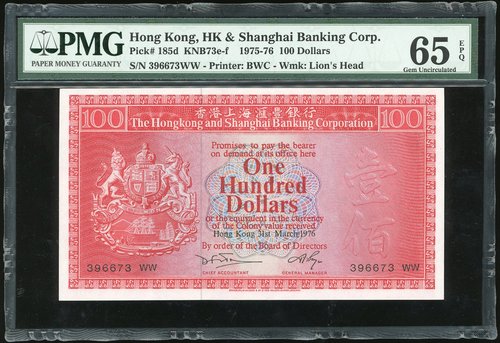 PMG
PAPER MONEY GUARANTY
Hong Kong, HK & Shanghai Banking Corp.
Pick# 185d KNB73e-f 1975-76 100 Dollars
S/N 396673WW - Printer: BWC - Wmk: Lion's Head
65 EPQ
Gem Uncirculated
100
香港上海滙豐銀行
100
The Hongkong and Shanghai Banking Corporation
Promises to pay the bearer
on demand at its office here
One
Hundred
Dollars
or the equivalent in the currency
of the Colony value received
Hong Kong 31st March 1976
By order of the Board of Directors
壹佰
396673 WW
396673 WW
CHIEF ACCOUNTANT
GENERAL MANAGER